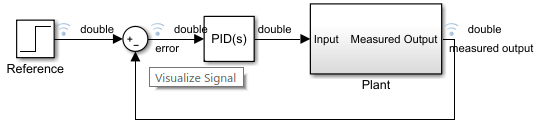 double
double
double
double
+
−
error
PID(s)
Input
Measured Output
measured output
Reference
Visualize Signal
Plant